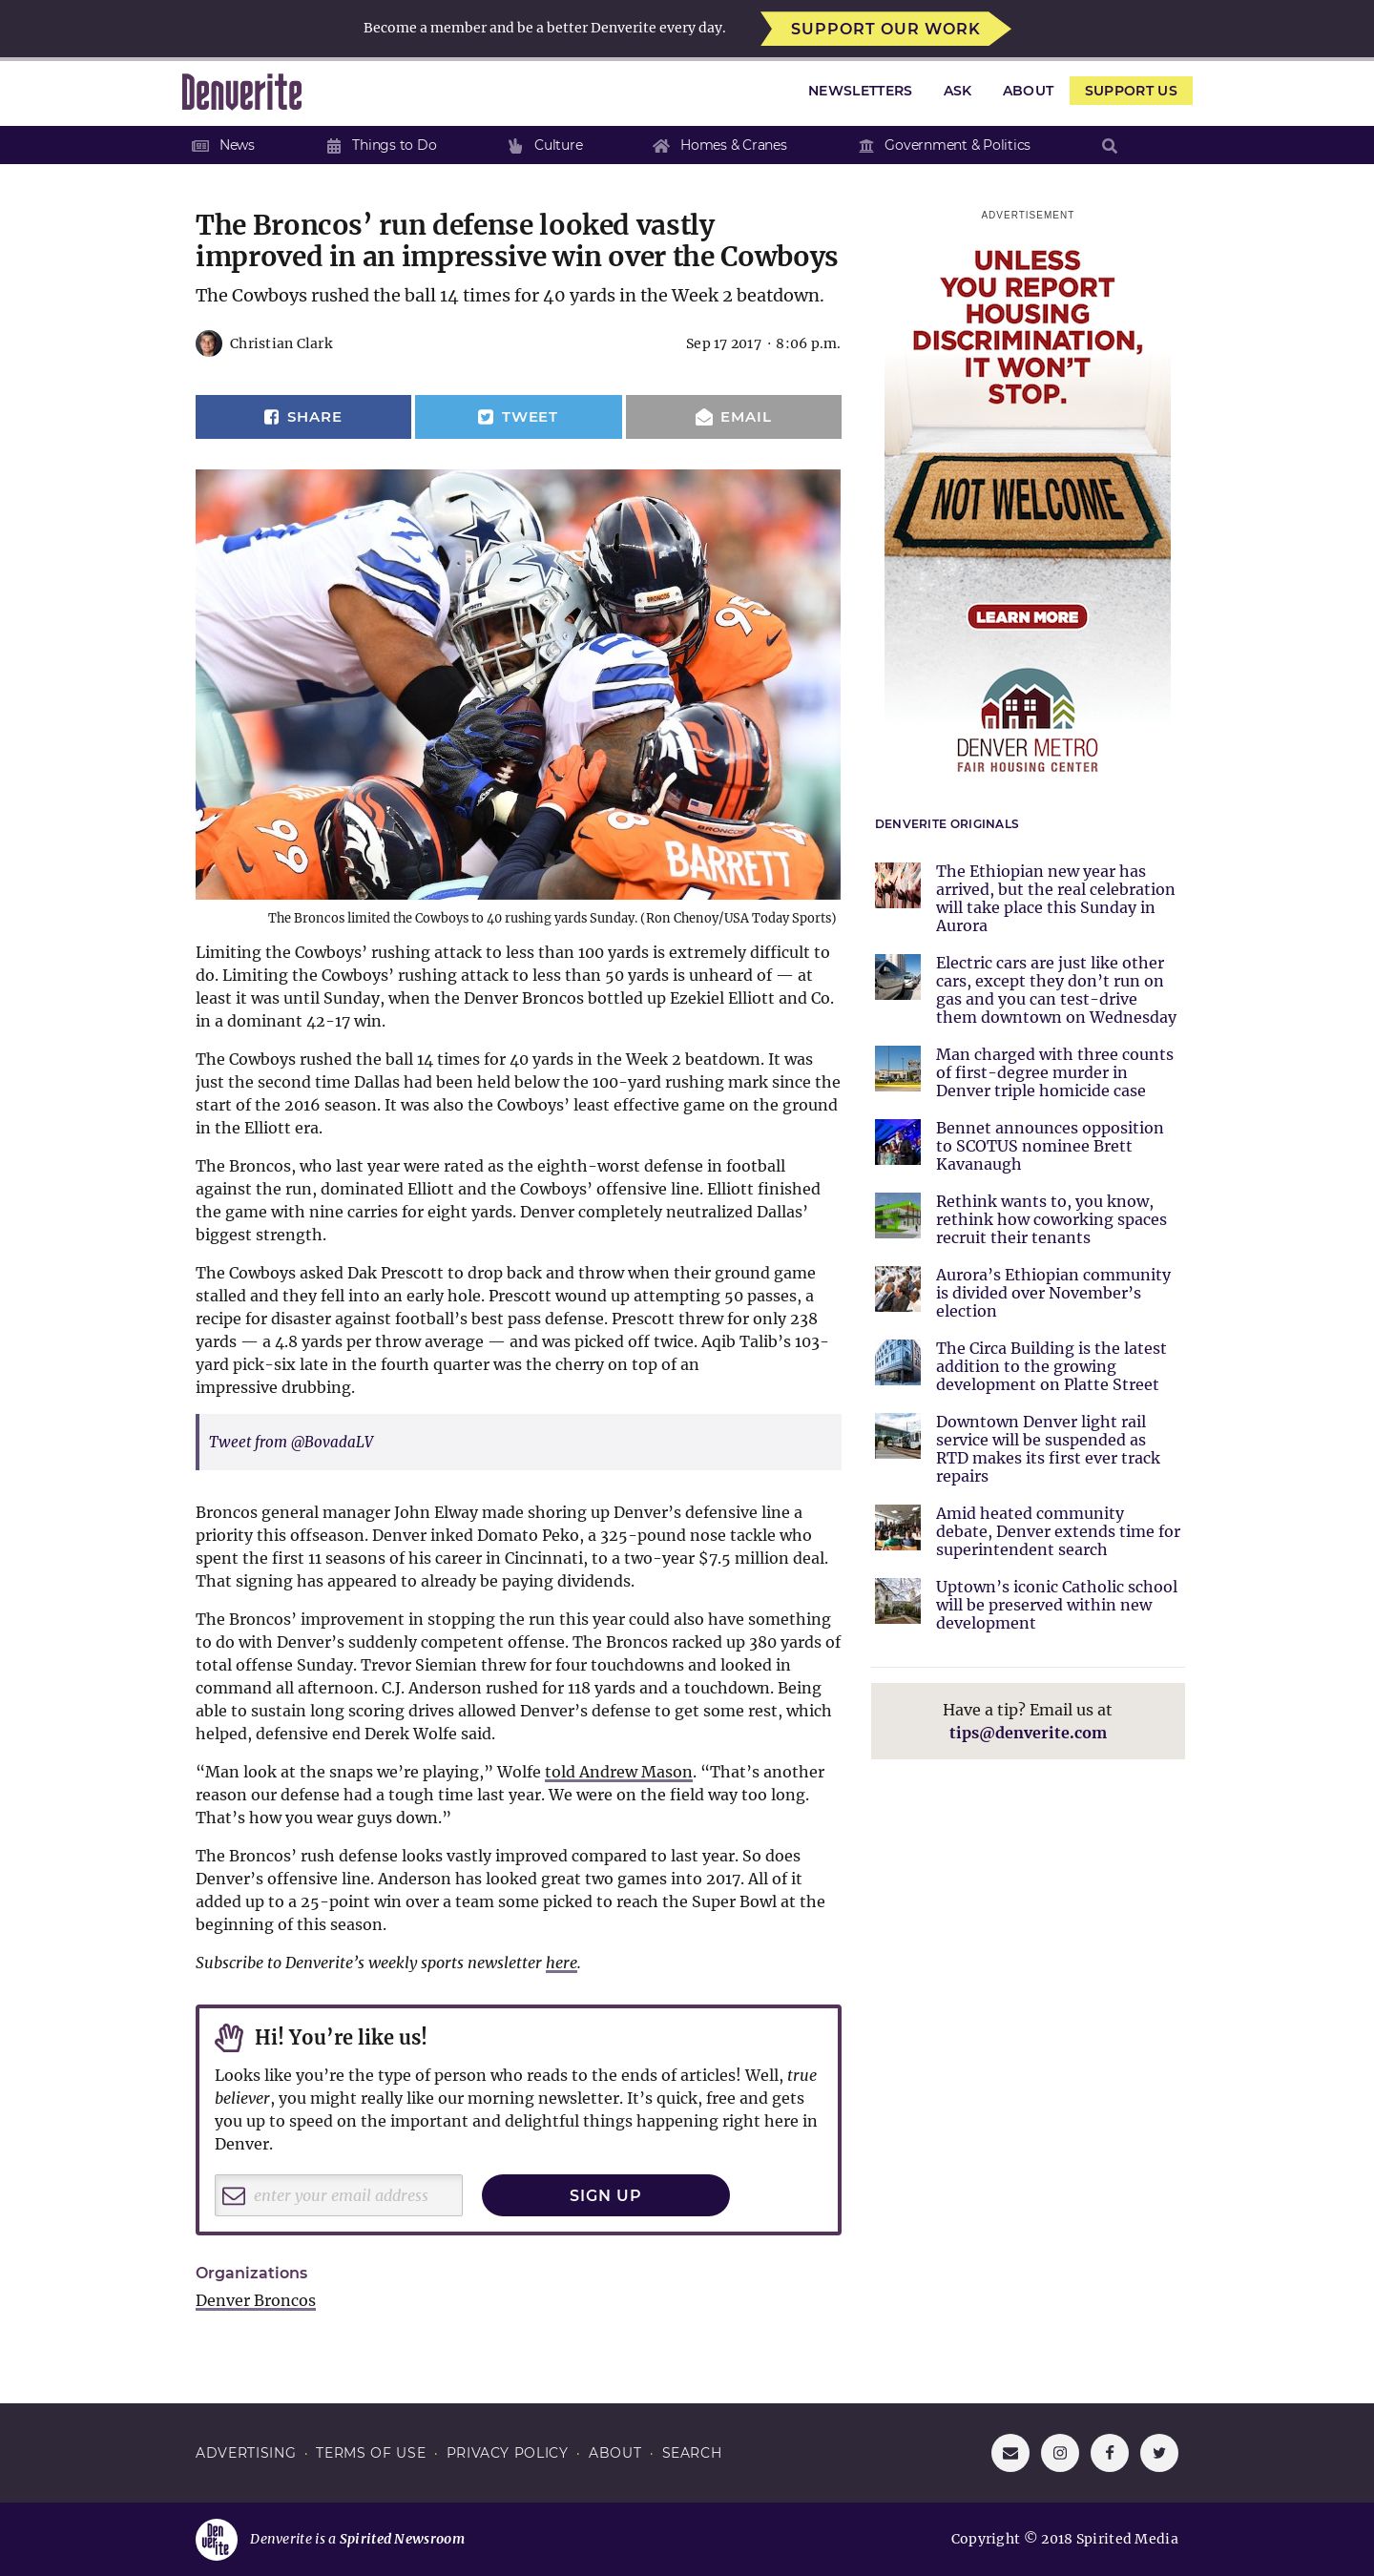 Become a member and be a better Denverite every day.
SUPPORT OUR WORK
Denverite
NEWSLETTERS
ASK
ABOUT
SUPPORT US
News
Things to Do
Culture
Homes & Cranes
Government & Politics
The Broncos’ run defense looked vastly
improved in an impressive win over the Cowboys
The Cowboys rushed the ball 14 times for 40 yards in the Week 2 beatdown.
Christian Clark
Sep 17 2017 · 8:06 p.m.
SHARE
TWEET
EMAIL
BRONCOS
95
66
BRONCOS
BARRETT
The Broncos limited the Cowboys to 40 rushing yards Sunday. (Ron Chenoy/USA Today Sports)
Limiting the Cowboys’ rushing attack to less than 100 yards is extremely difficult to
do. Limiting the Cowboys’ rushing attack to less than 50 yards is unheard of — at
least it was until Sunday, when the Denver Broncos bottled up Ezekiel Elliott and Co.
in a dominant 42-17 win.
The Cowboys rushed the ball 14 times for 40 yards in the Week 2 beatdown. It was
just the second time Dallas had been held below the 100-yard rushing mark since the
start of the 2016 season. It was also the Cowboys’ least effective game on the ground
in the Elliott era.
The Broncos, who last year were rated as the eighth-worst defense in football
against the run, dominated Elliott and the Cowboys’ offensive line. Elliott finished
the game with nine carries for eight yards. Denver completely neutralized Dallas’
biggest strength.
The Cowboys asked Dak Prescott to drop back and throw when their ground game
stalled and they fell into an early hole. Prescott wound up attempting 50 passes, a
recipe for disaster against football’s best pass defense. Prescott threw for only 238
yards — a 4.8 yards per throw average — and was picked off twice. Aqib Talib’s 103-
yard pick-six late in the fourth quarter was the cherry on top of an
impressive drubbing.
Tweet from @BovadaLV
Broncos general manager John Elway made shoring up Denver’s defensive line a
priority this offseason. Denver inked Domato Peko, a 325-pound nose tackle who
spent the first 11 seasons of his career in Cincinnati, to a two-year $7.5 million deal.
That signing has appeared to already be paying dividends.
The Broncos’ improvement in stopping the run this year could also have something
to do with Denver’s suddenly competent offense. The Broncos racked up 380 yards of
total offense Sunday. Trevor Siemian threw for four touchdowns and looked in
command all afternoon. C.J. Anderson rushed for 118 yards and a touchdown. Being
able to sustain long scoring drives allowed Denver’s defense to get some rest, which
helped, defensive end Derek Wolfe said.
“Man look at the snaps we’re playing,” Wolfe told Andrew Mason. “That’s another
reason our defense had a tough time last year. We were on the field way too long.
That’s how you wear guys down.”
The Broncos’ rush defense looks vastly improved compared to last year. So does
Denver’s offensive line. Anderson has looked great two games into 2017. All of it
added up to a 25-point win over a team some picked to reach the Super Bowl at the
beginning of this season.
Subscribe to Denverite’s weekly sports newsletter here.
Hi! You’re like us!
Looks like you’re the type of person who reads to the ends of articles! Well, true
believer, you might really like our morning newsletter. It’s quick, free and gets
you up to speed on the important and delightful things happening right here in
Denver.
enter your email address
SIGN UP
Organizations
Denver Broncos
ADVERTISEMENT
UNLESS
YOU REPORT
HOUSING
DISCRIMINATION,
IT WON’T
STOP.
NOT WELCOME
LEARN MORE
DENVER METRO
FAIR HOUSING CENTER
DENVERITE ORIGINALS
The Ethiopian new year has
arrived, but the real celebration
will take place this Sunday in
Aurora
Electric cars are just like other
cars, except they don’t run on
gas and you can test-drive
them downtown on Wednesday
Man charged with three counts
of first-degree murder in
Denver triple homicide case
Bennet announces opposition
to SCOTUS nominee Brett
Kavanaugh
Rethink wants to, you know,
rethink how coworking spaces
recruit their tenants
Aurora’s Ethiopian community
is divided over November’s
election
The Circa Building is the latest
addition to the growing
development on Platte Street
Downtown Denver light rail
service will be suspended as
RTD makes its first ever track
repairs
Amid heated community
debate, Denver extends time for
superintendent search
Uptown’s iconic Catholic school
will be preserved within new
development
Have a tip? Email us at
tips@denverite.com
ADVERTISING · TERMS OF USE · PRIVACY POLICY · ABOUT · SEARCH
Den
ver
ite
Denverite is a Spirited Newsroom
Copyright © 2018 Spirited Media